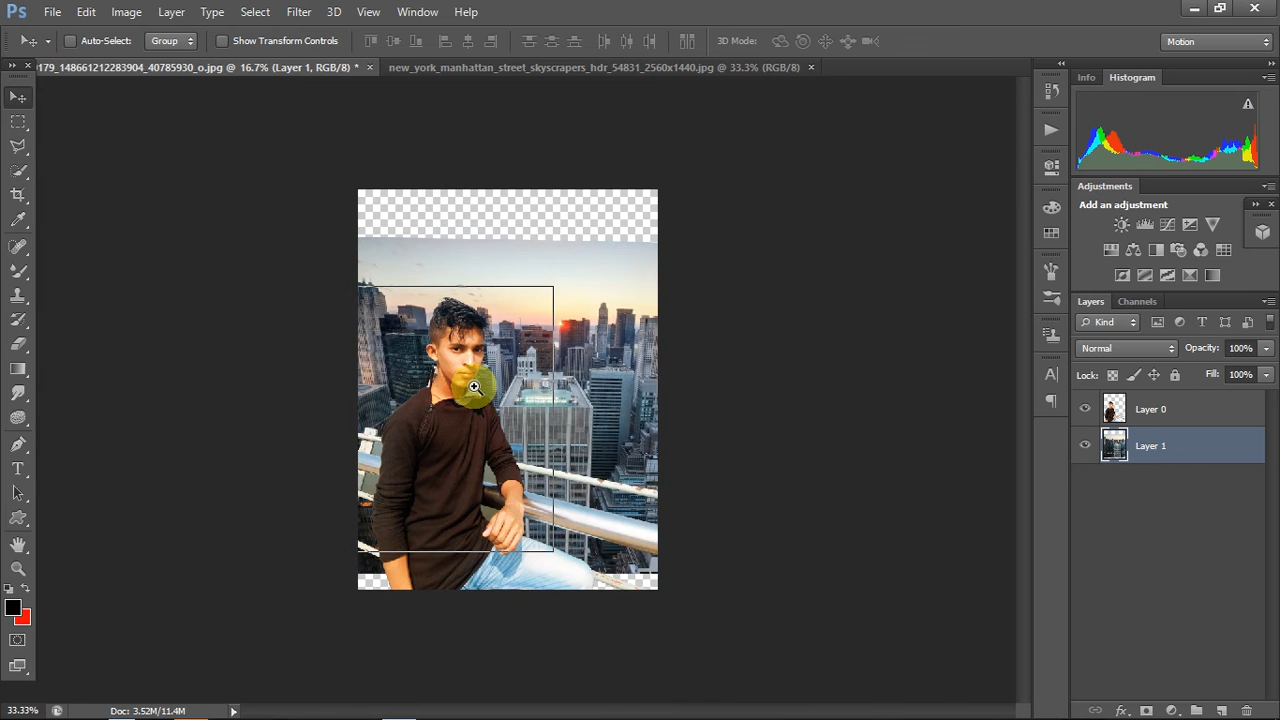 Ps File Edit Image Layer Type Select Filter 3D View Window Help
Auto-Select: Group Show Transform Controls 3D Mode: Motion
179_148661212283904_40785930_o.jpg @ 16.7% (Layer 1, RGB/8) * × new_york_manhattan_street_skyscrapers_hdr_54831_2560x1440.jpg @ 33.3% (RGB/8) ×
Info Histogram
Adjustments
Add an adjustment
Layers Channels
Kind
Normal Opacity: 100%
Lock: Fill: 100%
Layer 0
Layer 1
33.33% Doc: 3.52M/11.4M